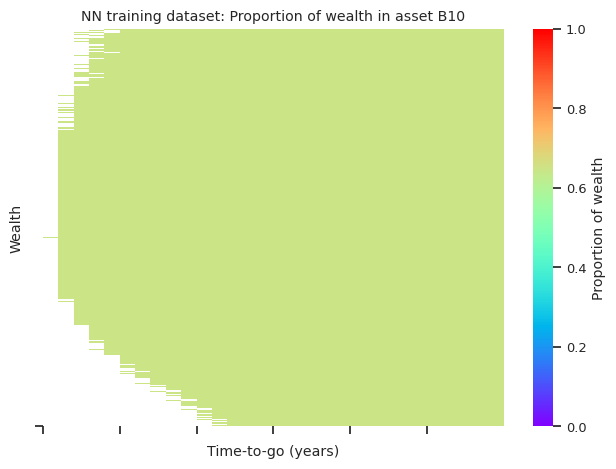 NN training dataset: Proportion of wealth in asset B10
1.0
0.8
0.6
0.4
0.2
0.0
Proportion of wealth
Wealth
Time-to-go (years)